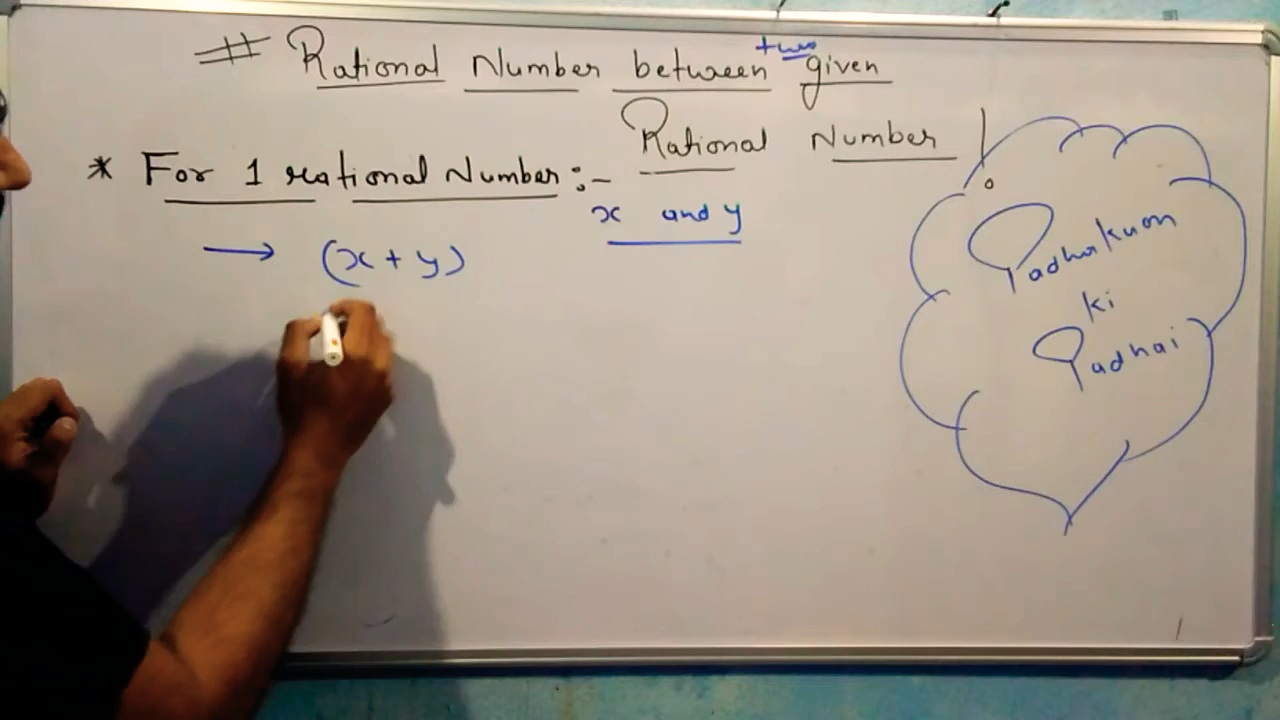 # Rational Number between two given
Rational Number
* For 1 rational Number :-
x and y
→ (x + y)
Padhakuon
ki
Padhai